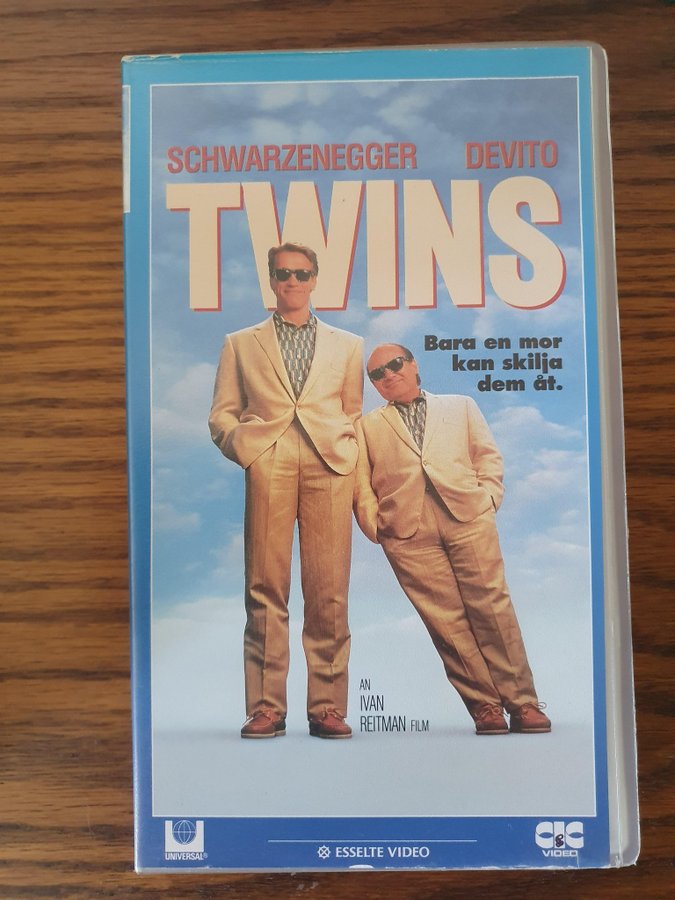 SCHWARZENEGGER DEVITO
TWINS
Bara en mor
kan skilja
dem åt.
AN
IVAN
REITMAN FILM
UNIVERSAL®
ESSELTE VIDEO
CIC
VIDEO